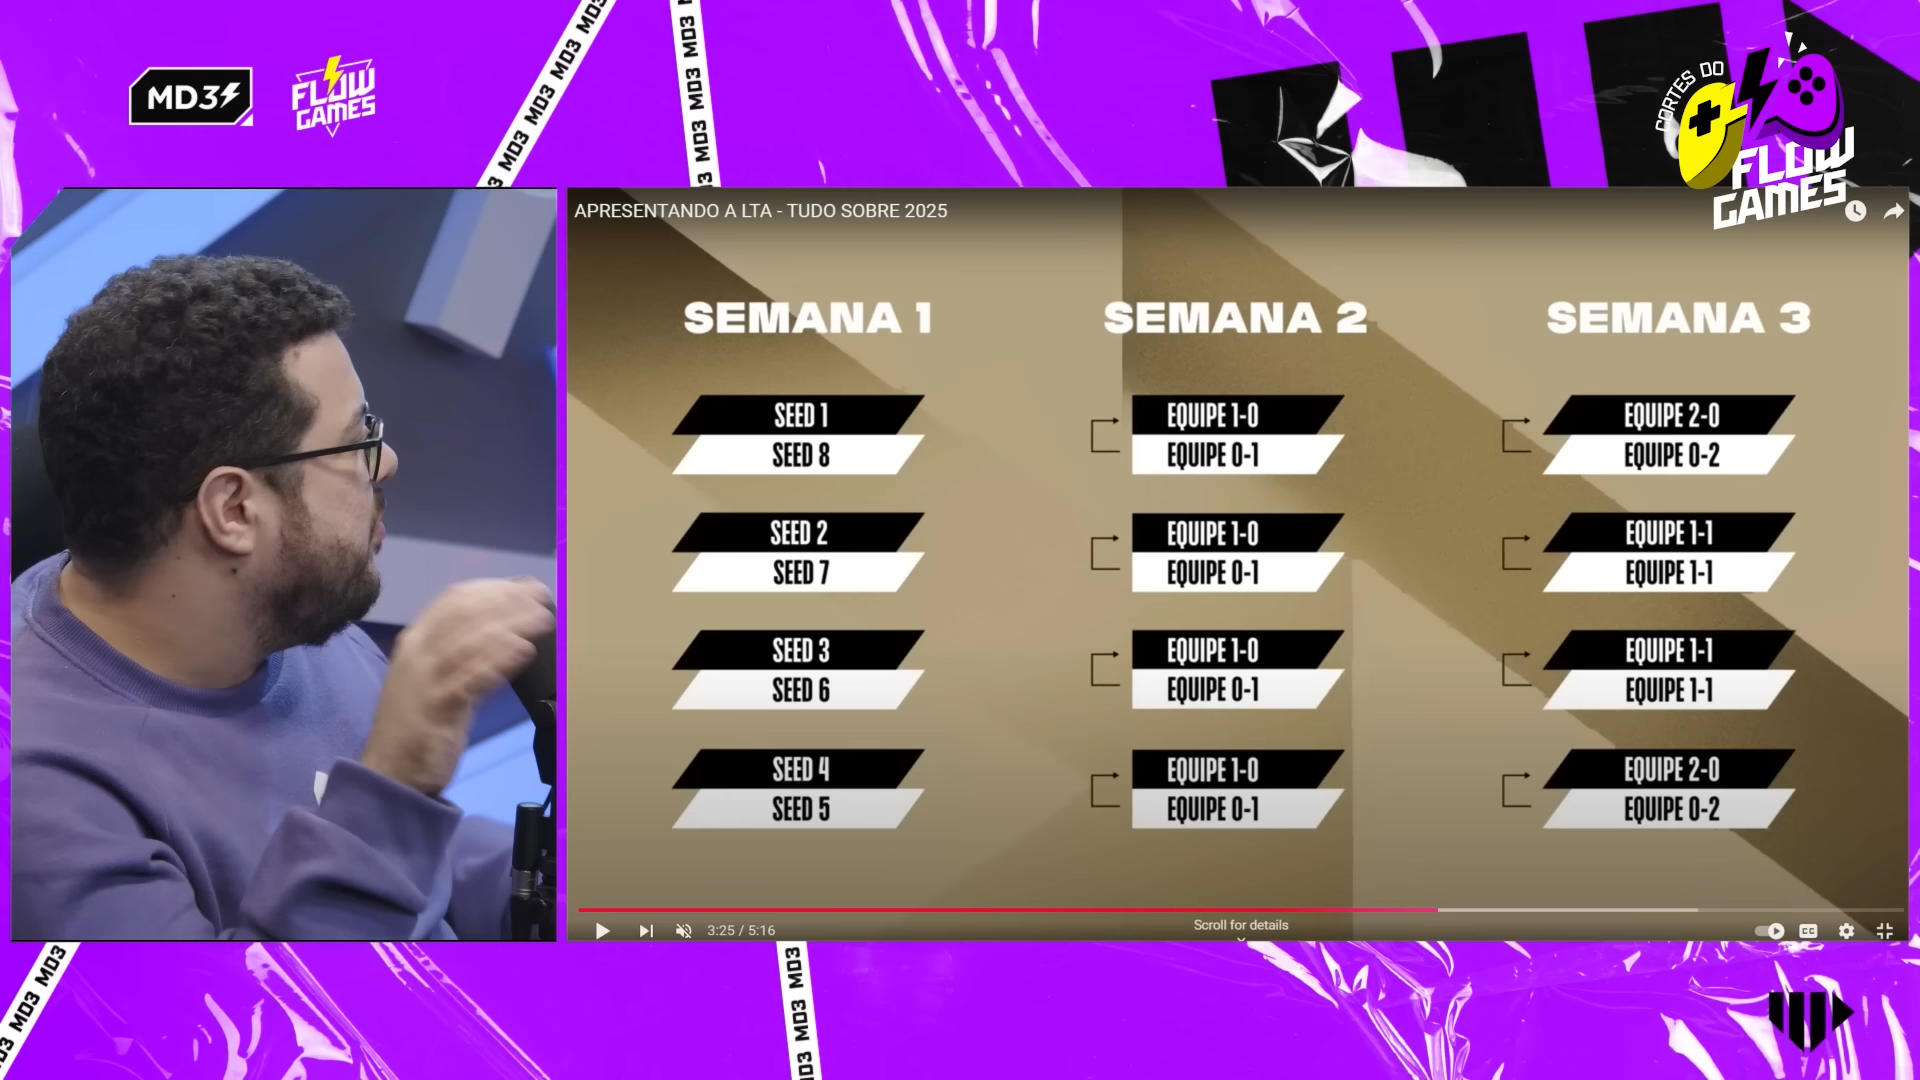 MD3
FLOW
GAMES
MD3 MD3 MD3 MD3
MD3 MD3 MD3 MD3
CORTES DO
FLOW
GAMES
APRESENTANDO A LTA - TUDO SOBRE 2025
SEMANA 1
SEMANA 2
SEMANA 3
SEED 1
EQUIPE 1-0
EQUIPE 2-0
SEED 8
EQUIPE 0-1
EQUIPE 0-2
SEED 2
EQUIPE 1-0
EQUIPE 1-1
SEED 7
EQUIPE 0-1
EQUIPE 1-1
SEED 3
EQUIPE 1-0
EQUIPE 1-1
SEED 6
EQUIPE 0-1
EQUIPE 1-1
SEED 4
EQUIPE 1-0
EQUIPE 2-0
SEED 5
EQUIPE 0-1
EQUIPE 0-2
3:25 / 5:16
Scroll for details
CC
MD3 MD3 MD3
MD3 MD3 MD3